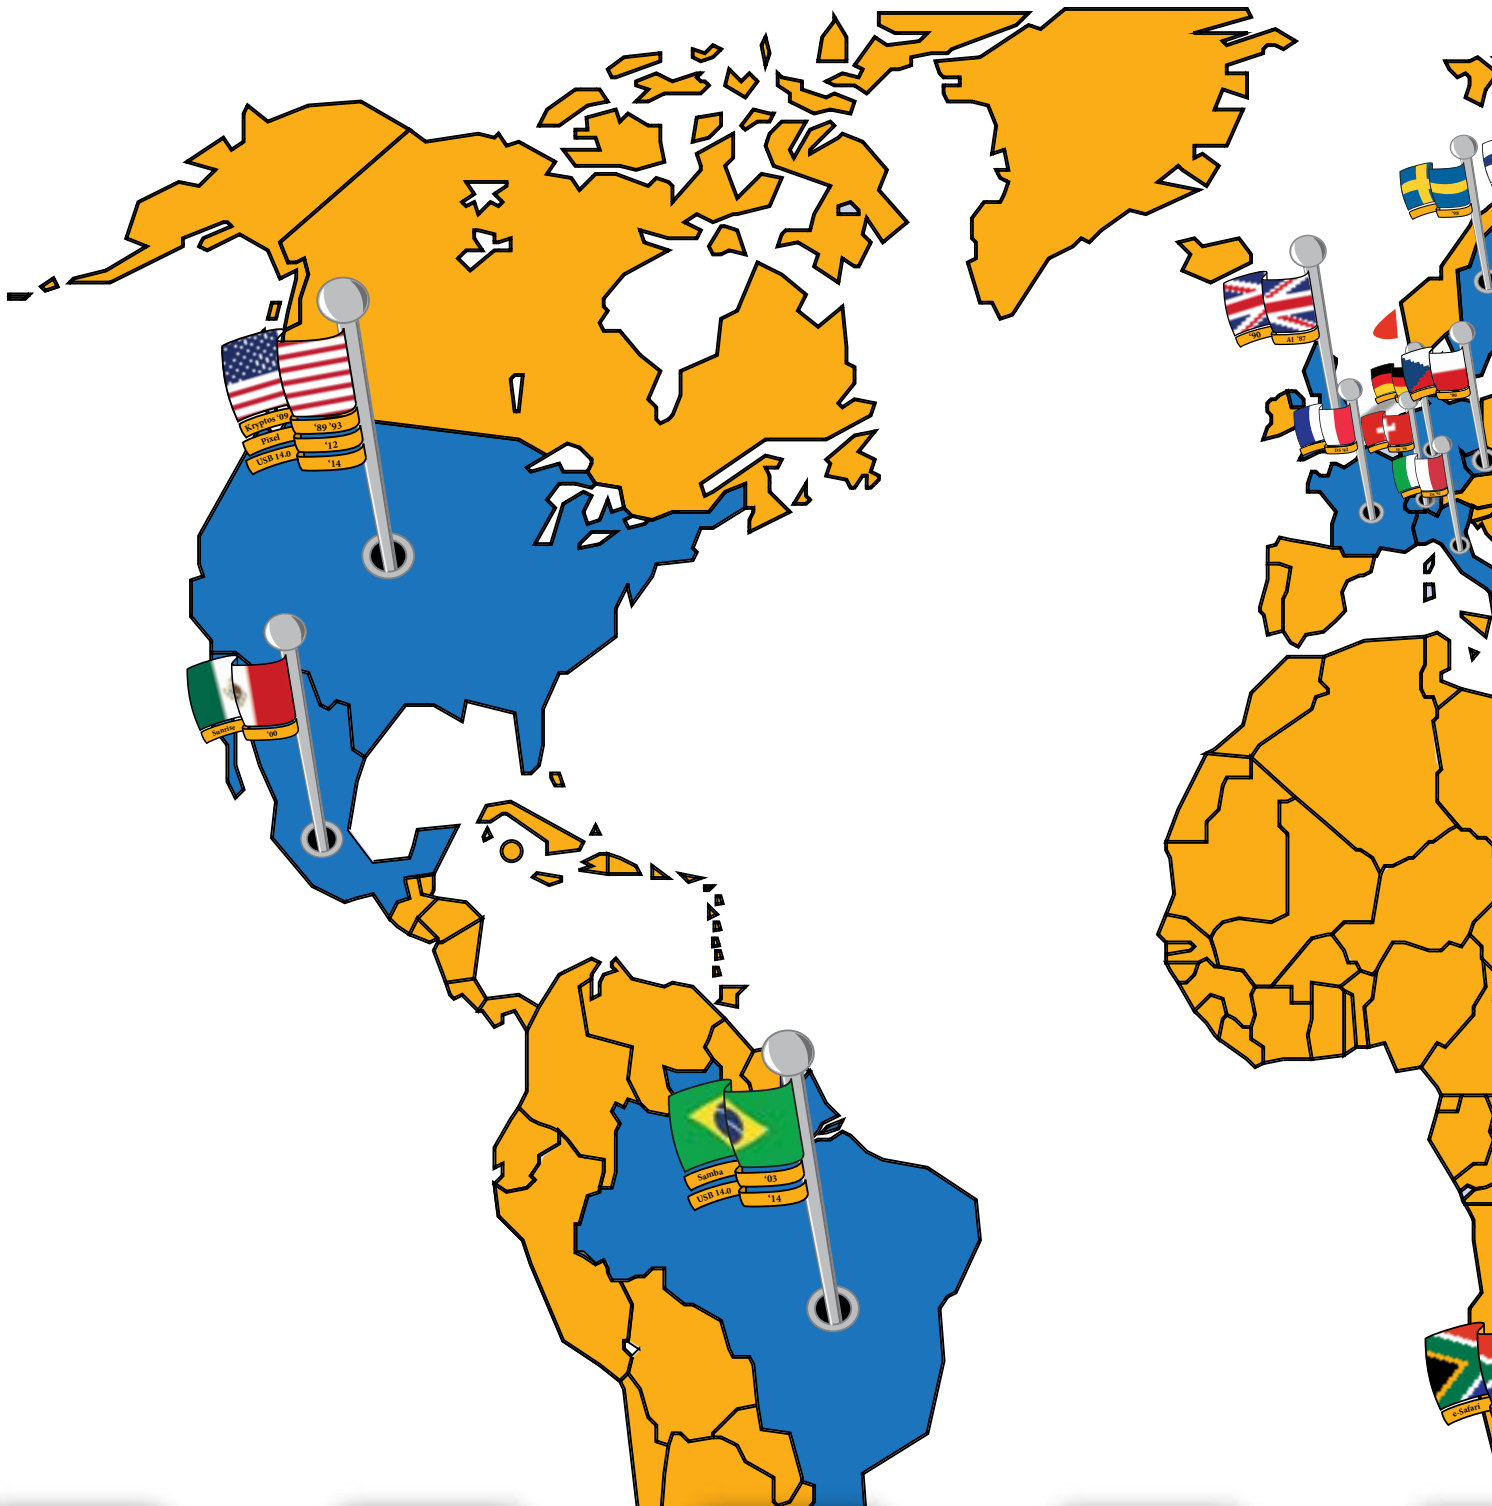 '98
'90
AI '87
Kryptos '09
'89 '93
Pixel
'12
USB 14.0
'14
Sunrise
'00
Samba
'03
USB 14.0
'14
e-Safari